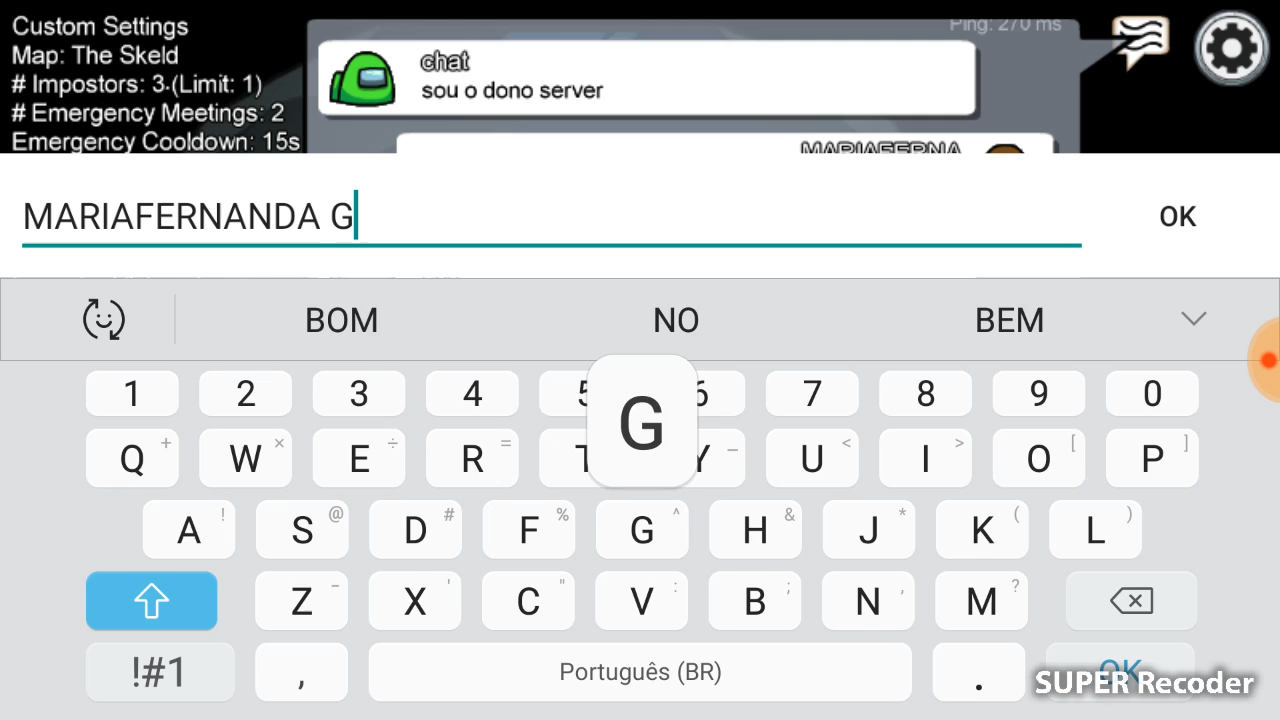 Custom Settings
Map: The Skeld
# Impostors: 3 (Limit: 1)
# Emergency Meetings: 2
Emergency Cooldown: 15s
Ping: 270 ms
chat
sou o dono server
MARIAFERNA
MARIAFERNANDA G
OK
BOM NO BEM
1 2 3 4 5 6 7 8 9 0
G
Q + W × E ÷ R = T Y – U < I > O [ P ]
A ! S @ D # F % G ^ H & J * K ( L )
Z - X ' C " V : B ; N , M ?
!#1 , Português (BR) . OK
SUPER Recoder